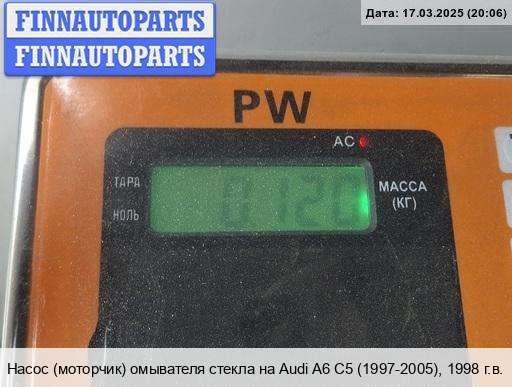 FINNAUTOPARTS
FINNAUTOPARTS
Дата: 17.03.2025 (20:06)
PW
AC
ТАРА
НОЛЬ
0.120
МАССА
(КГ)
Насос (моторчик) омывателя стекла на Audi A6 C5 (1997-2005), 1998 г.в.